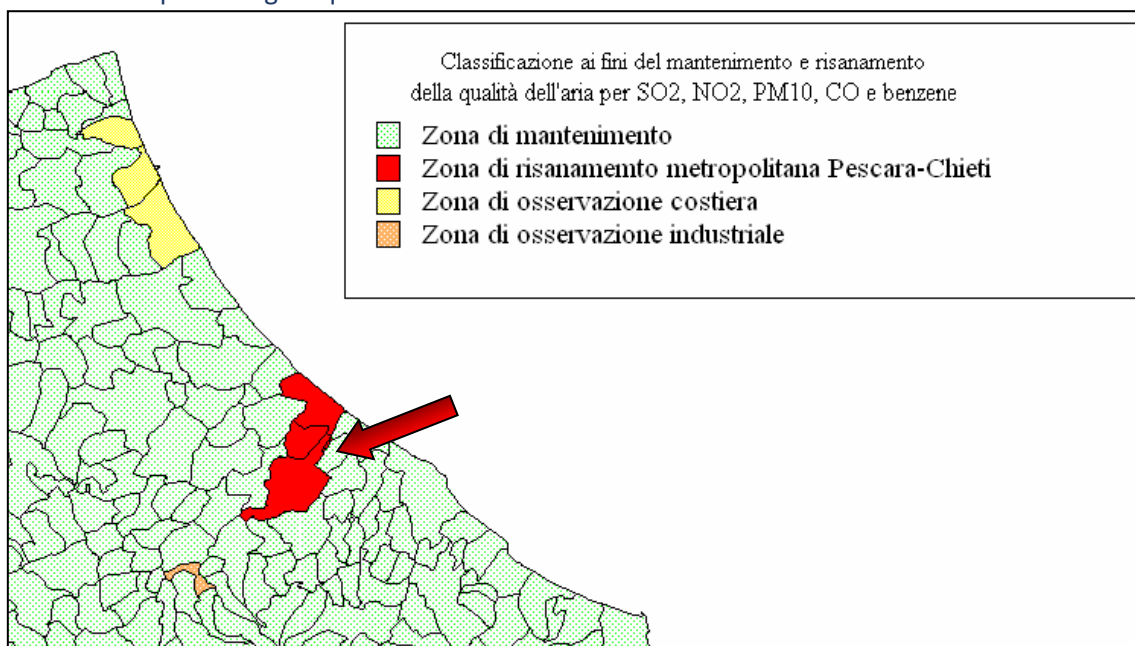 Classificazione ai fini del mantenimento e risanamento
della qualità dell'aria per SO2, NO2, PM10, CO e benzene
Zona di mantenimento
Zona di risanamemto metropolitana Pescara-Chieti
Zona di osservazione costiera
Zona di osservazione industriale